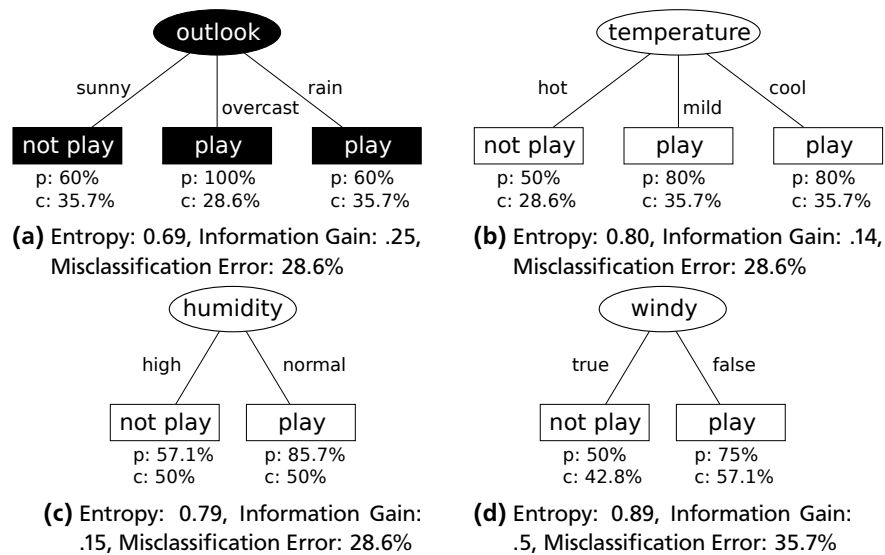 outlook
sunny
overcast
rain
not play
play
play
p: 60%
c: 35.7%
p: 100%
c: 28.6%
p: 60%
c: 35.7%
(a) Entropy: 0.69, Information Gain: .25,
Misclassification Error: 28.6%
temperature
hot
mild
cool
not play
play
play
p: 50%
c: 28.6%
p: 80%
c: 35.7%
p: 80%
c: 35.7%
(b) Entropy: 0.80, Information Gain: .14,
Misclassification Error: 28.6%
humidity
high
normal
not play
play
p: 57.1%
c: 50%
p: 85.7%
c: 50%
(c) Entropy: 0.79, Information Gain:
.15, Misclassification Error: 28.6%
windy
true
false
not play
play
p: 50%
c: 42.8%
p: 75%
c: 57.1%
(d) Entropy: 0.89, Information Gain:
.5, Misclassification Error: 35.7%